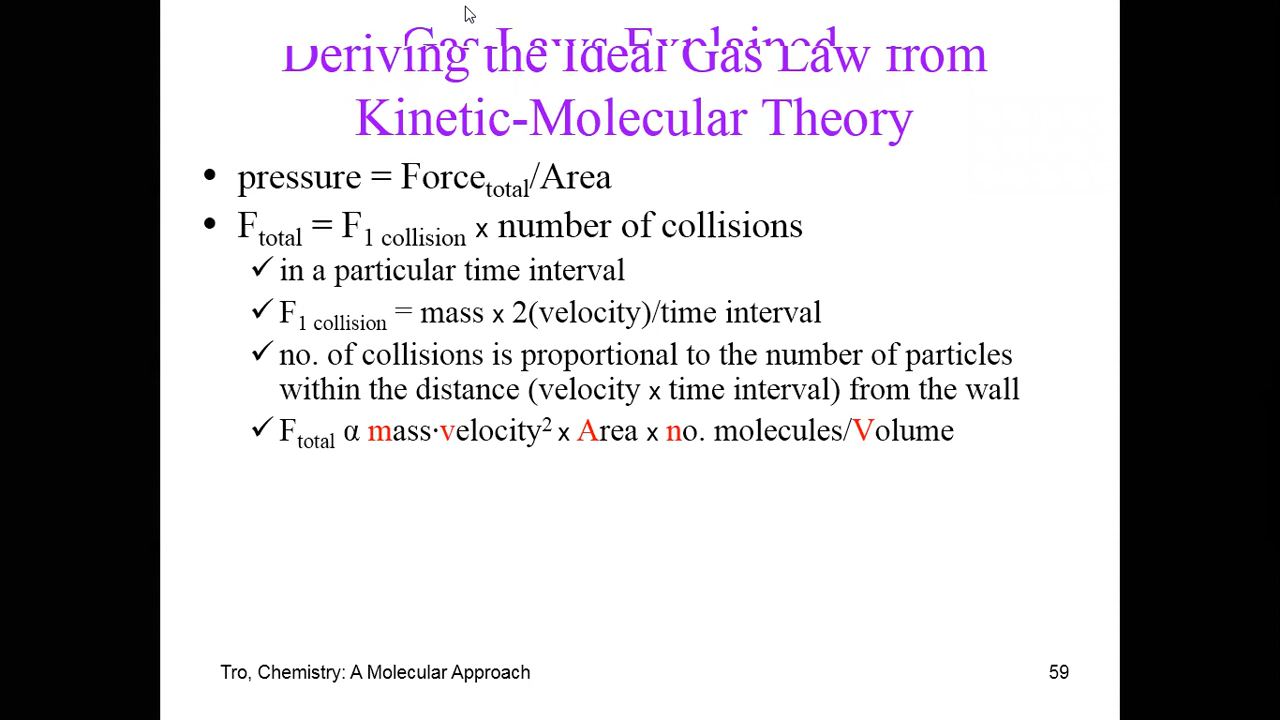 Gas Laws Explained
Deriving the Ideal Gas Law from
Kinetic-Molecular Theory
• pressure = Force_total/Area
• F_total = F_1 collision x number of collisions
✓ in a particular time interval
✓ F_1 collision = mass x 2(velocity)/time interval
✓ no. of collisions is proportional to the number of particles
within the distance (velocity x time interval) from the wall
✓ F_total α mass·velocity² x Area x no. molecules/Volume
Tro, Chemistry: A Molecular Approach
59